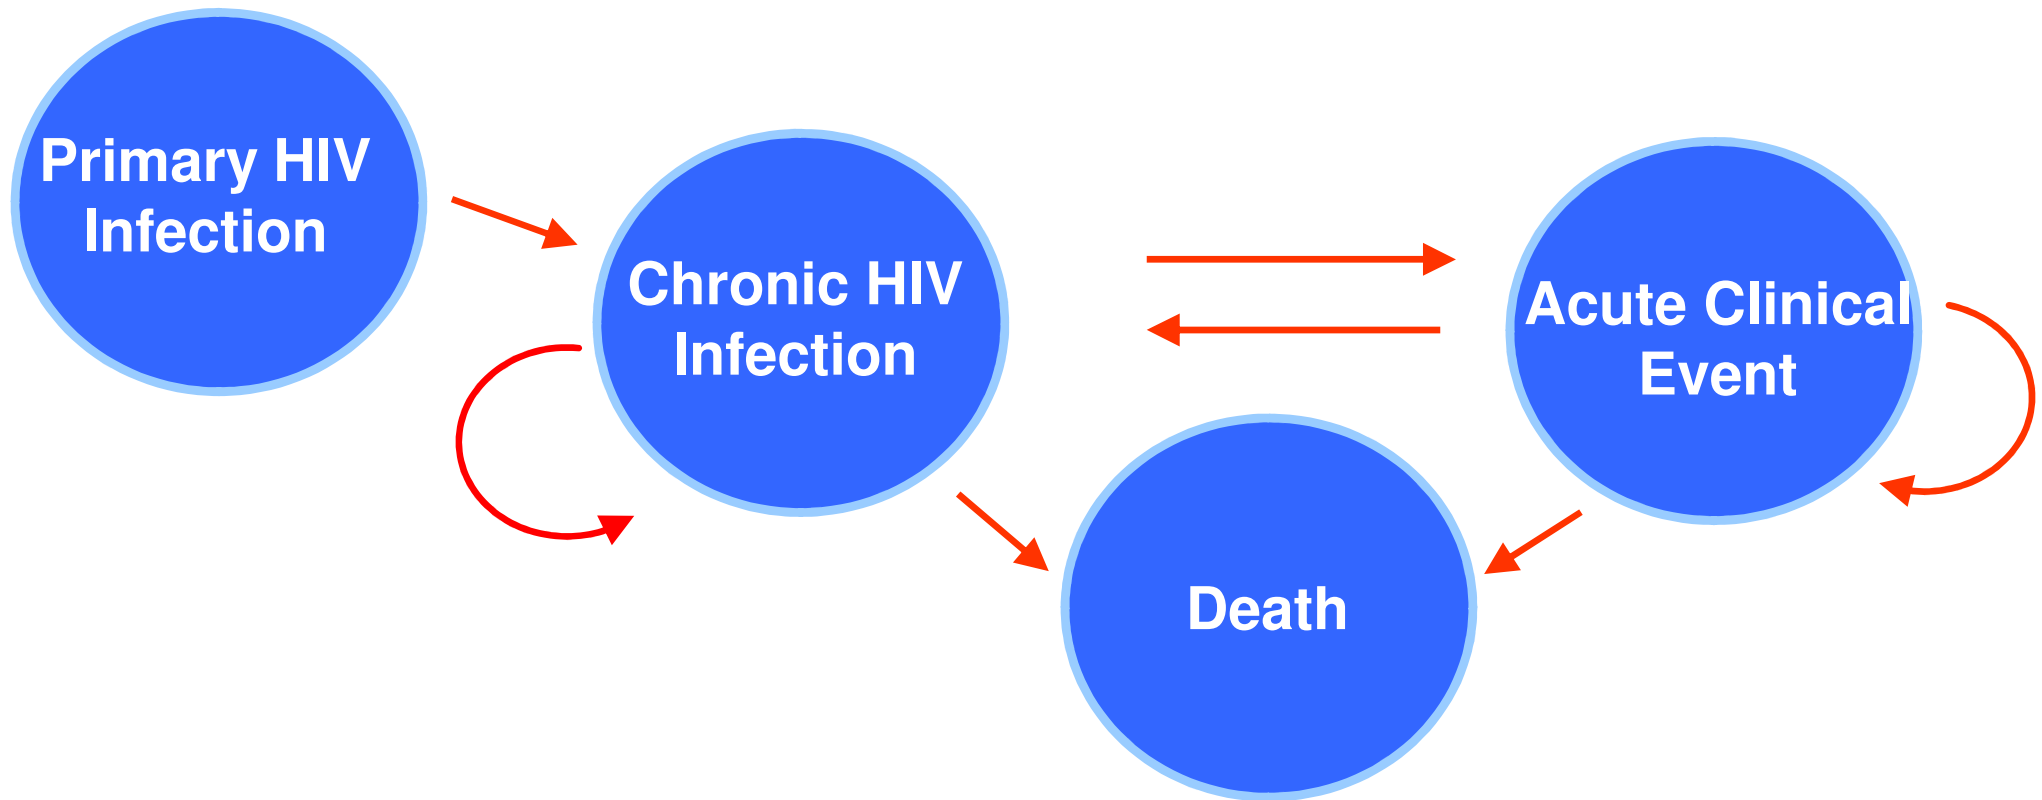 Primary HIV
Infection
Chronic HIV
Infection
Acute Clinical
Event
Death